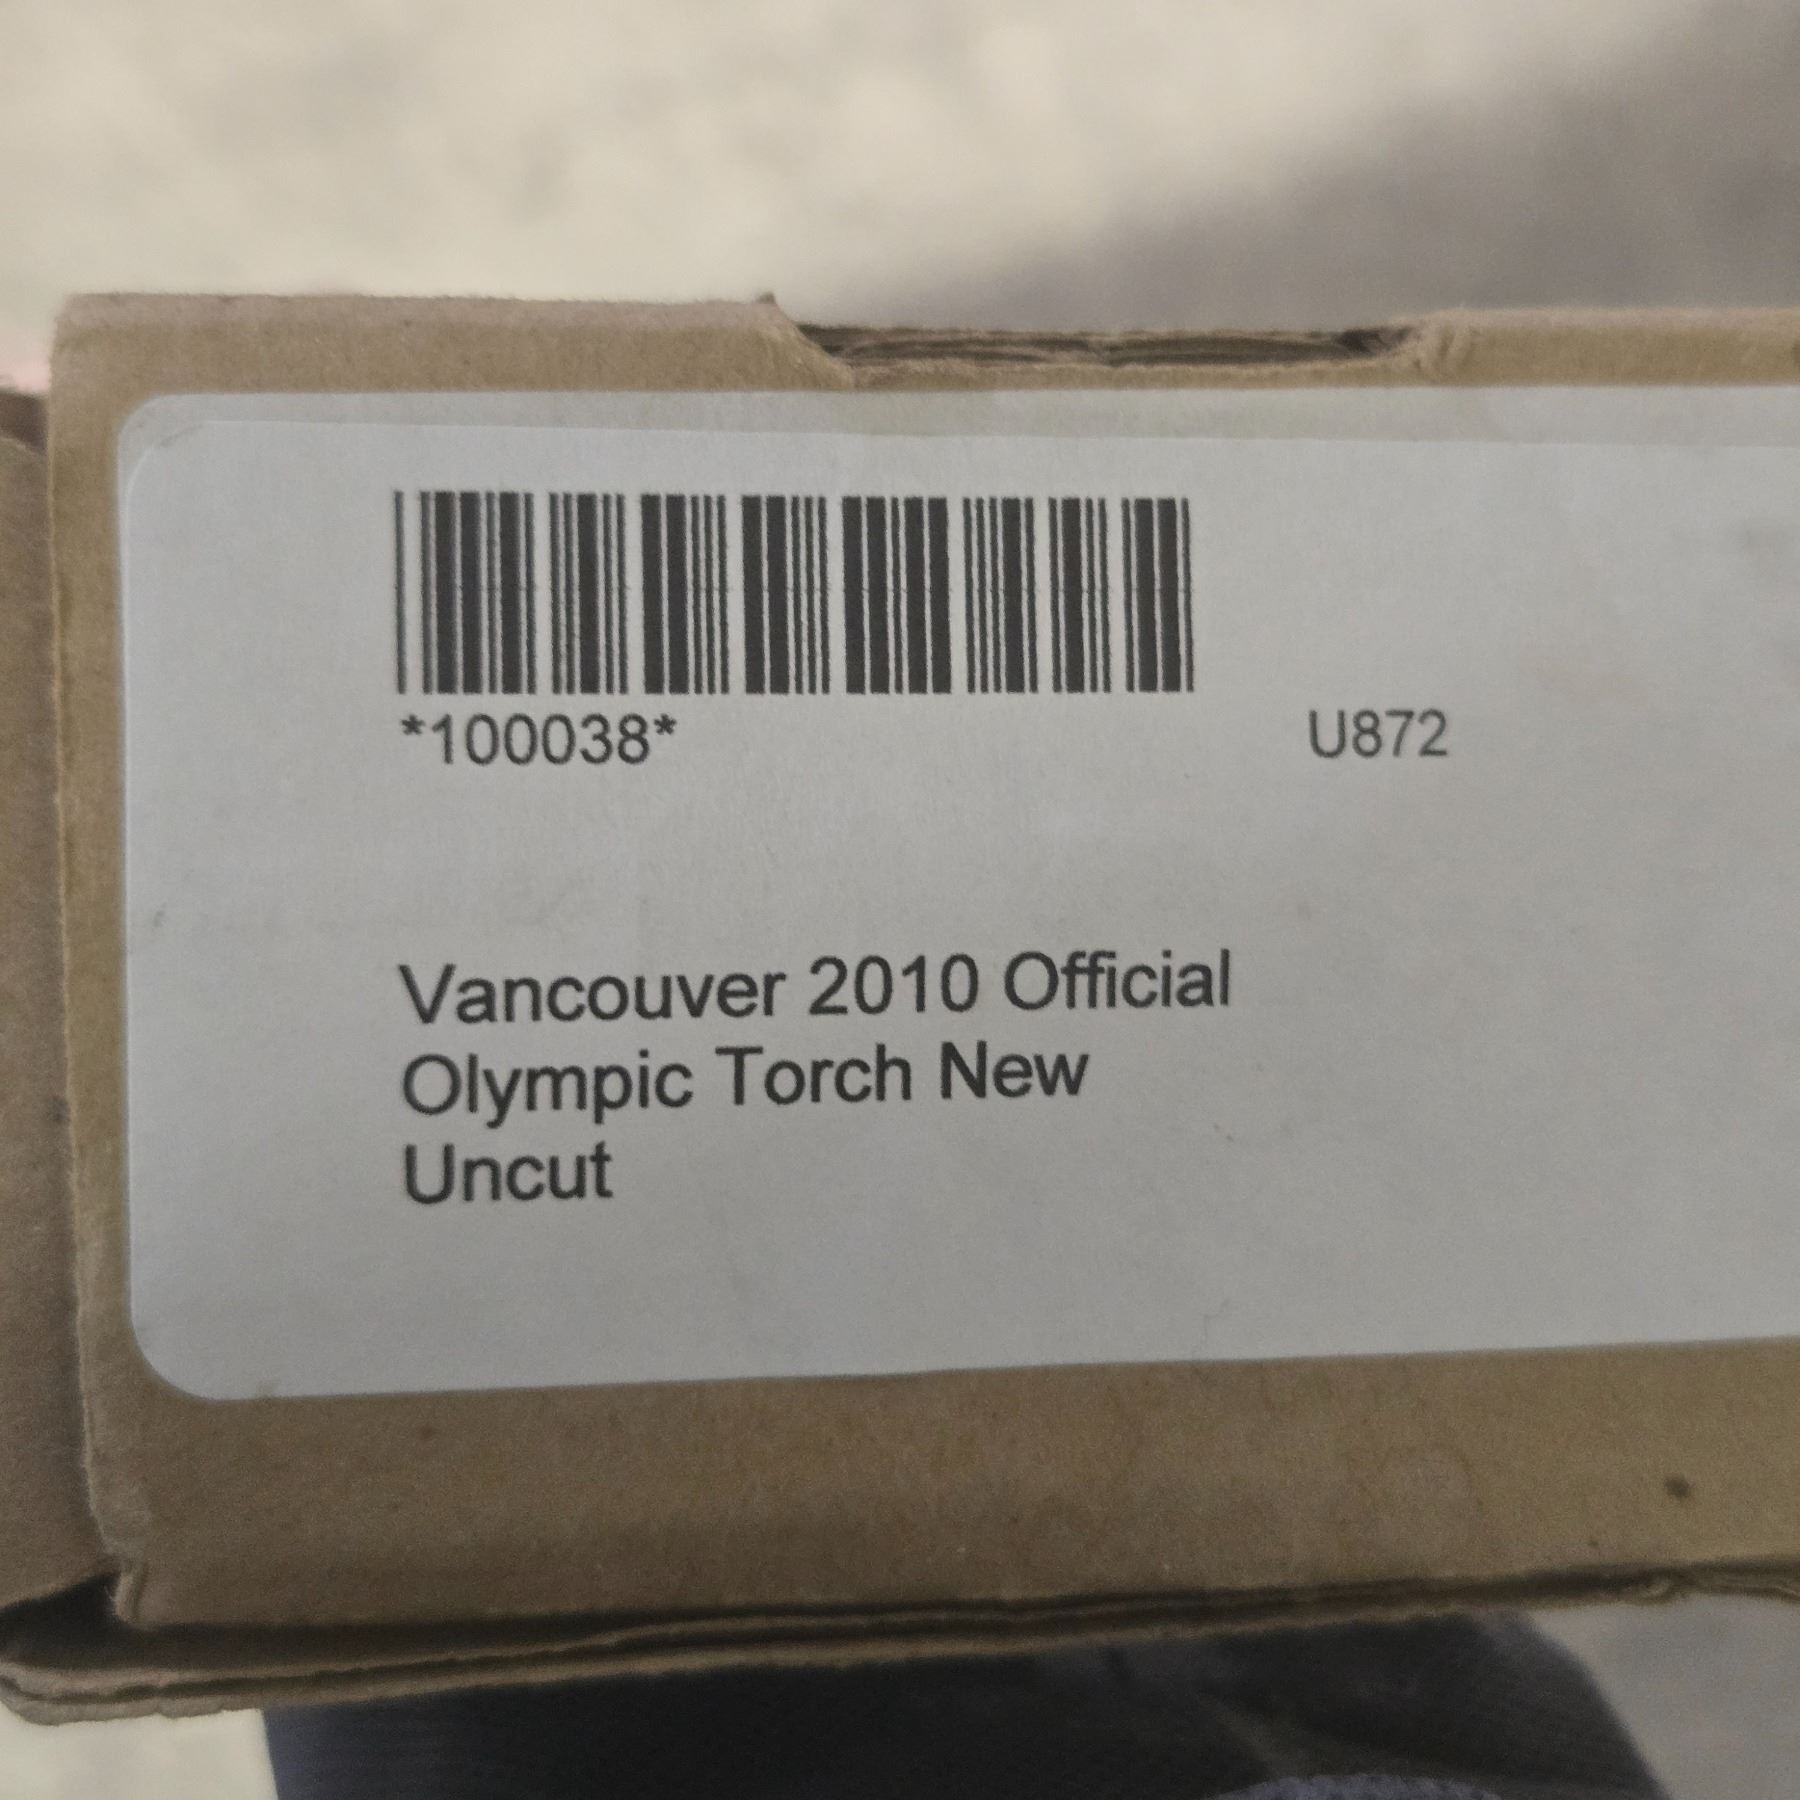 *100038*
U872
Vancouver 2010 Official
Olympic Torch New
Uncut